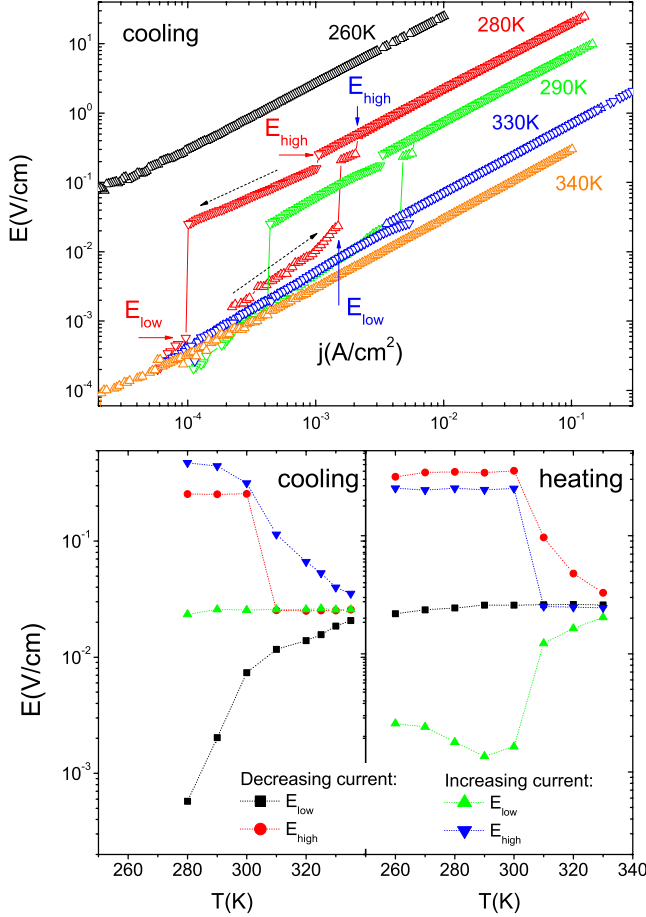 cooling
260K
280K
290K
330K
340K
E_high
E_high
E_low
E_low
E(V/cm)
10^1
10^0
10^-1
10^-2
10^-3
10^-4
j(A/cm^2)
10^-4 10^-3 10^-2 10^-1
cooling heating
E(V/cm)
10^-1
10^-2
10^-3
Decreasing current: Increasing current:
E_low E_low
E_high E_high
260 280 300 320 260 280 300 320 340
T(K) T(K)